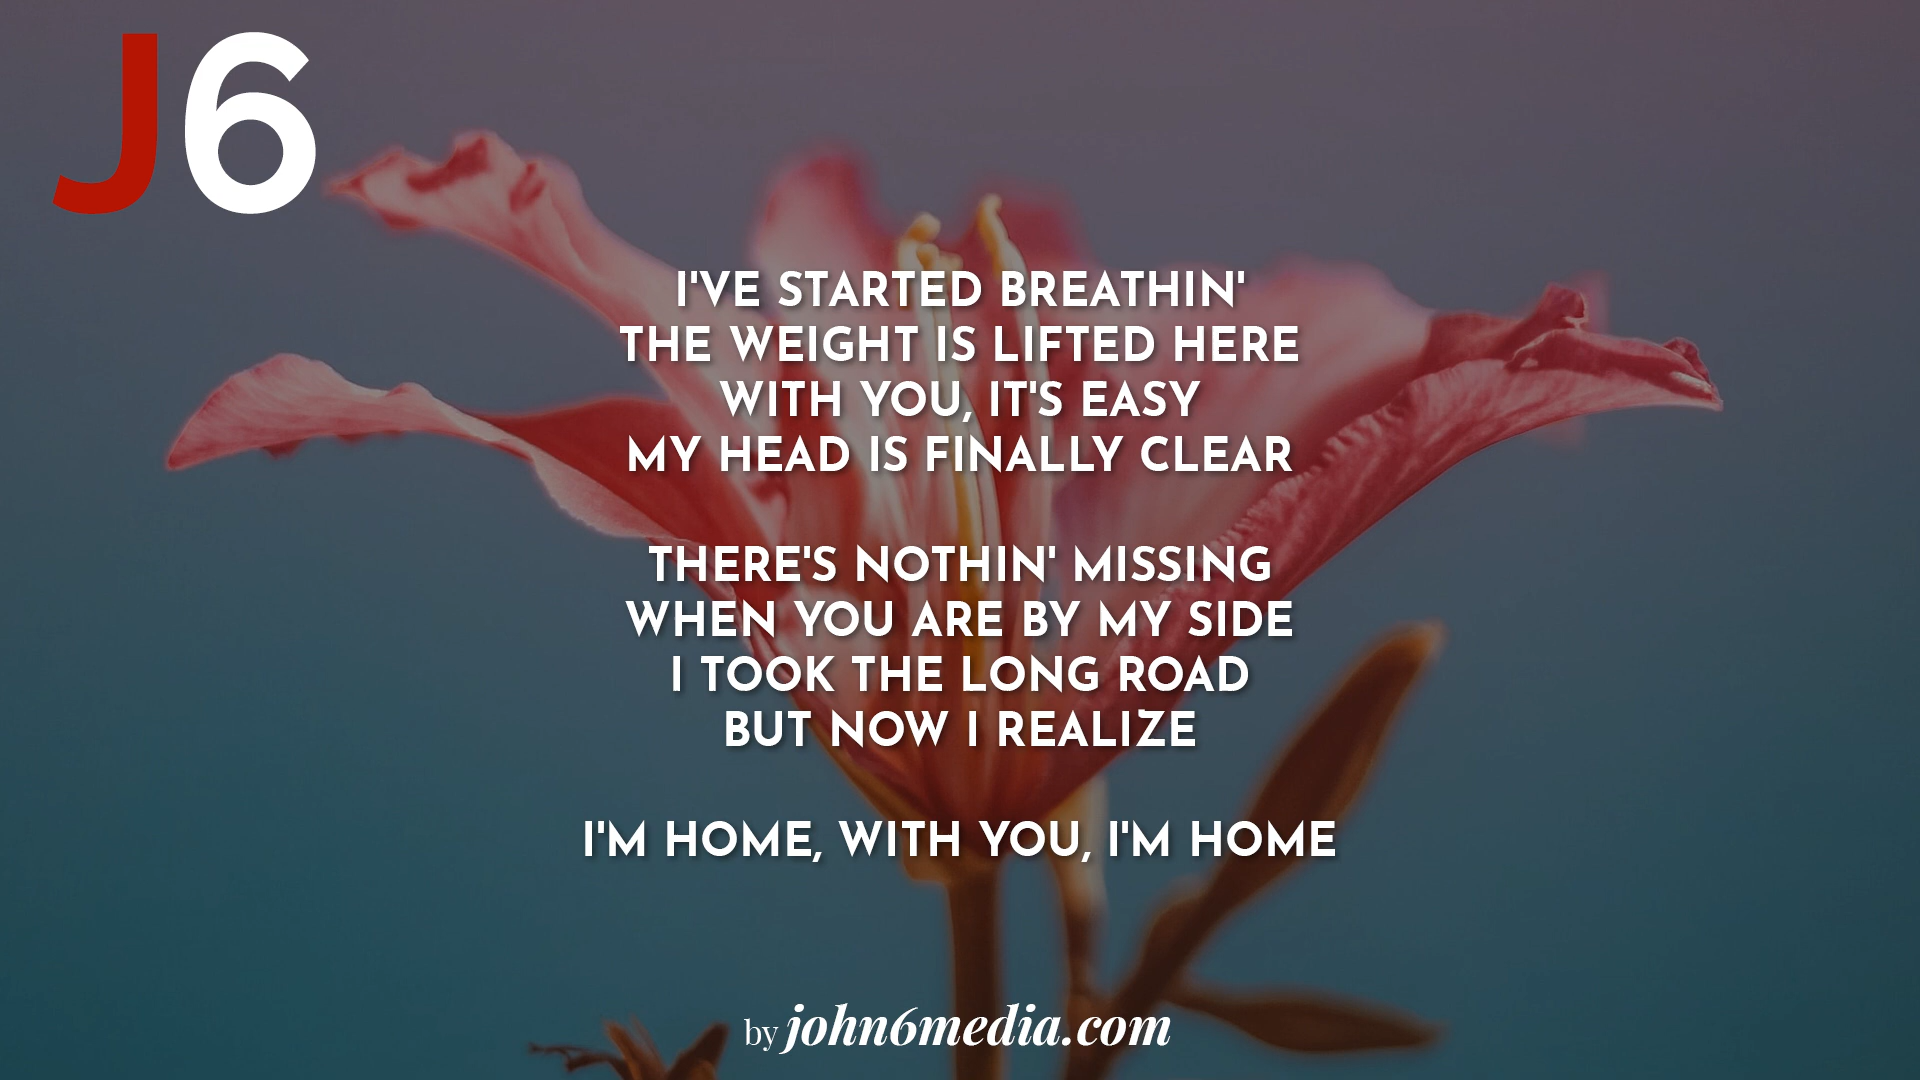 J6
I'VE STARTED BREATHIN'
THE WEIGHT IS LIFTED HERE
WITH YOU, IT'S EASY
MY HEAD IS FINALLY CLEAR
THERE'S NOTHIN' MISSING
WHEN YOU ARE BY MY SIDE
I TOOK THE LONG ROAD
BUT NOW I REALIZE
I'M HOME, WITH YOU, I'M HOME
by john6media.com